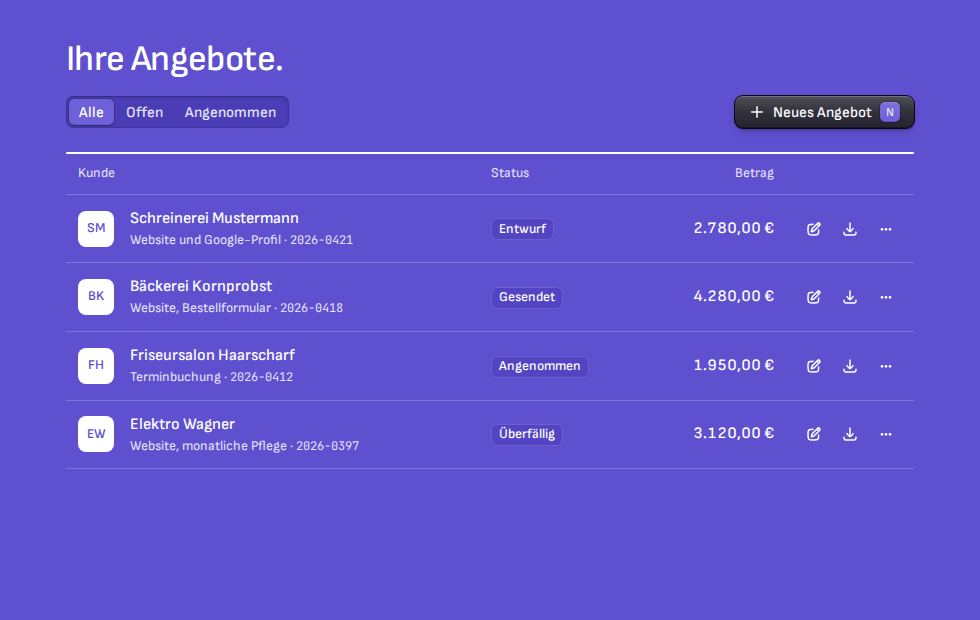 Ihre Angebote.
Alle Offen Angenommen
Neues Angebot N
Kunde Status Betrag
SM Schreinerei Mustermann Entwurf 2.780,00 €
Website und Google-Profil · 2026-0421
BK Bäckerei Kornprobst Gesendet 4.280,00 €
Website, Bestellformular · 2026-0418
FH Friseursalon Haarscharf Angenommen 1.950,00 €
Terminbuchung · 2026-0412
EW Elektro Wagner Überfällig 3.120,00 €
Website, monatliche Pflege · 2026-0397